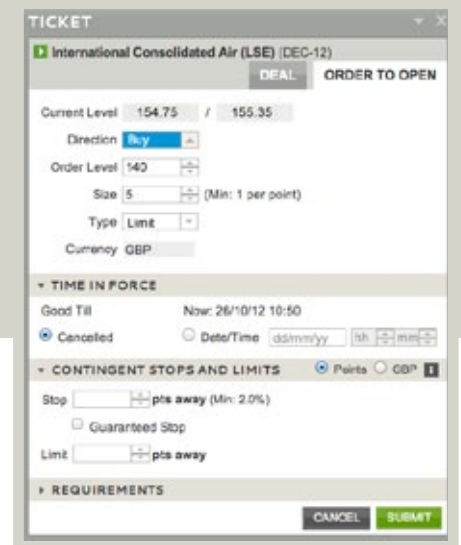 TICKET
International Consolidated Air (LSE) (DEC-12)
DEAL ORDER TO OPEN
Current Level 154.75 / 155.35
Direction Buy
Order Level 140
Size 5 (Min: 1 per point)
Type Limit
Currency GBP
TIME IN FORCE
Good Till Now: 26/10/12 10:50
Cancelled Date/Time dd/mm/yy hh mm
CONTINGENT STOPS AND LIMITS Points GBP
Stop pts away (Min: 2.0%)
Guaranteed Stop
Limit pts away
REQUIREMENTS
CANCEL SUBMIT